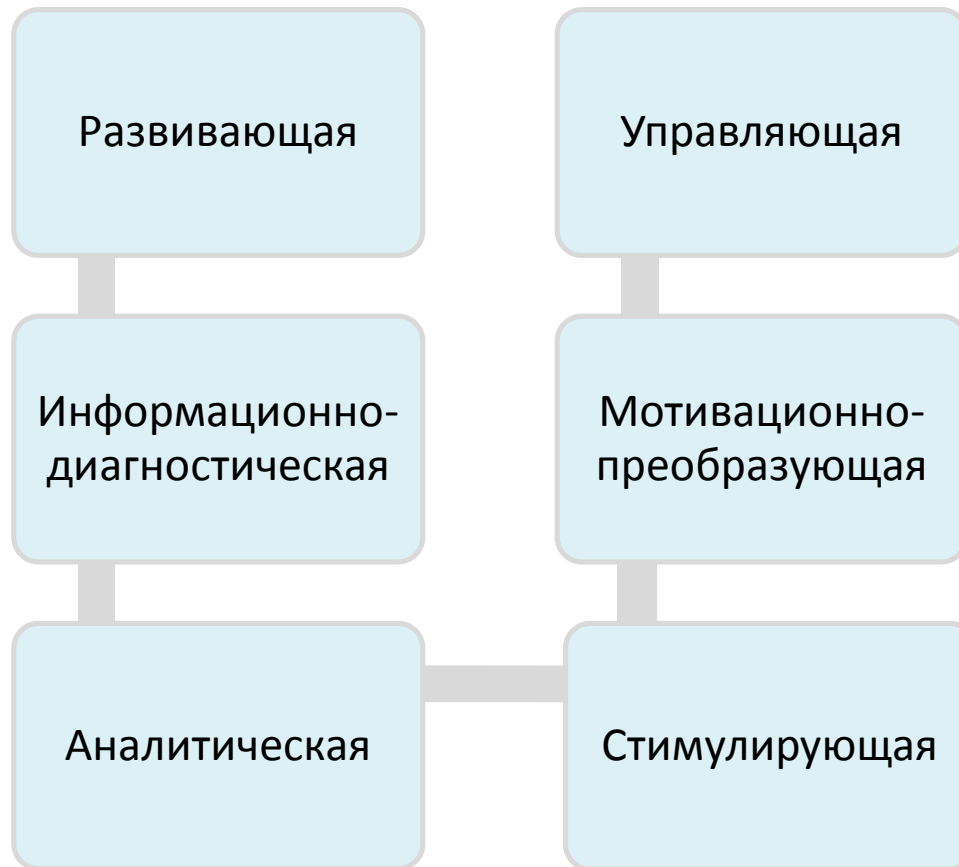 Развивающая
Информационно-
диагностическая
Аналитическая
Стимулирующая
Мотивационно-
преобразующая
Управляющая